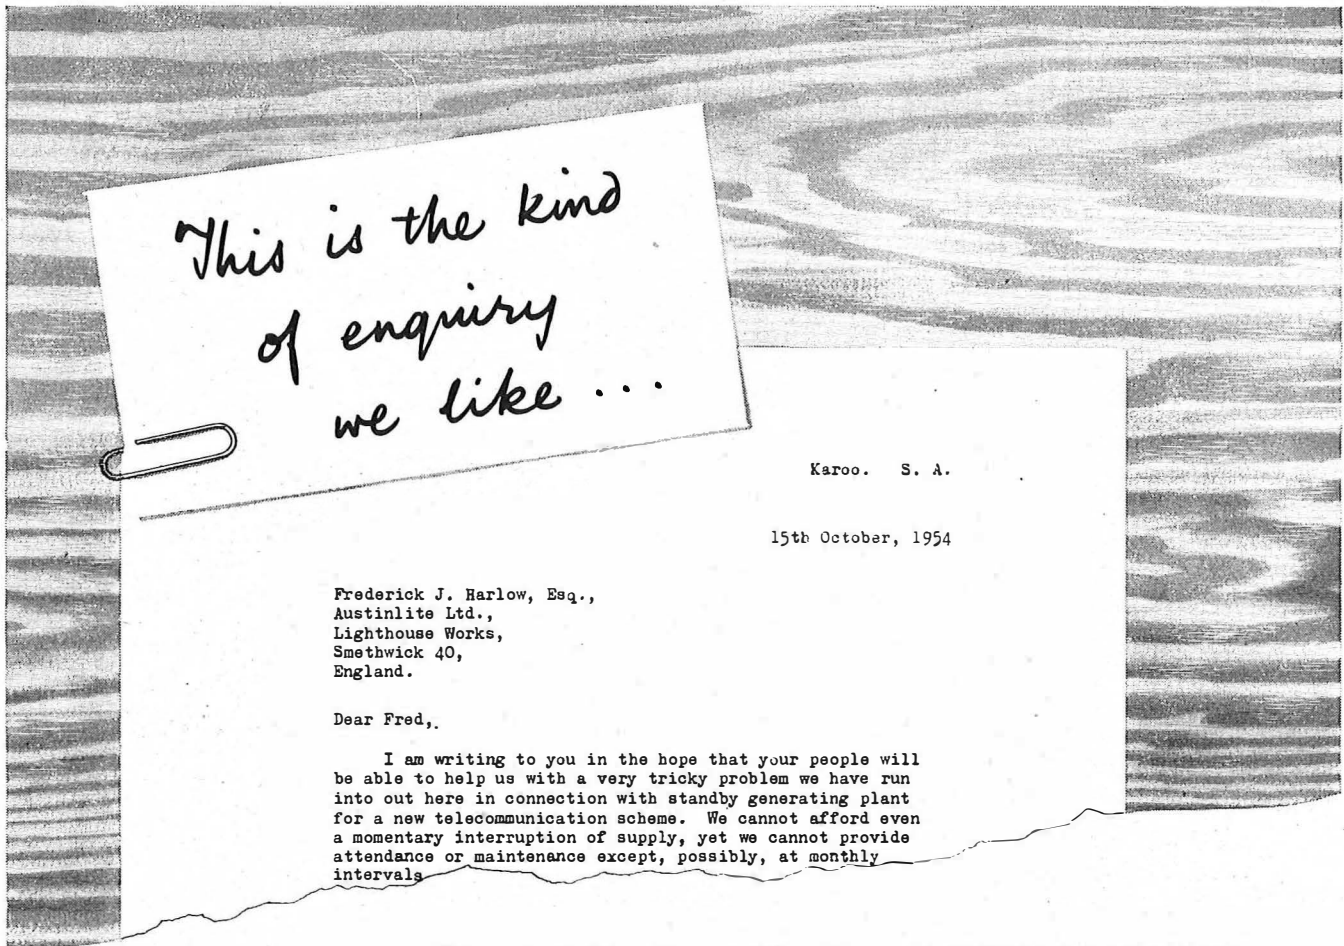 This is the kind
of enquiry
we like ...
Karoo. S. A.
15th October, 1954
Frederick J. Harlow, Esq.,
Austinlite Ltd.,
Lighthouse Works,
Smethwick 40,
England.
Dear Fred,
I am writing to you in the hope that your people will
be able to help us with a very tricky problem we have run
into out here in connection with standby generating plant
for a new telecommunication scheme. We cannot afford even
a momentary interruption of supply, yet we cannot provide
attendance or maintenance except, possibly, at monthly
intervals